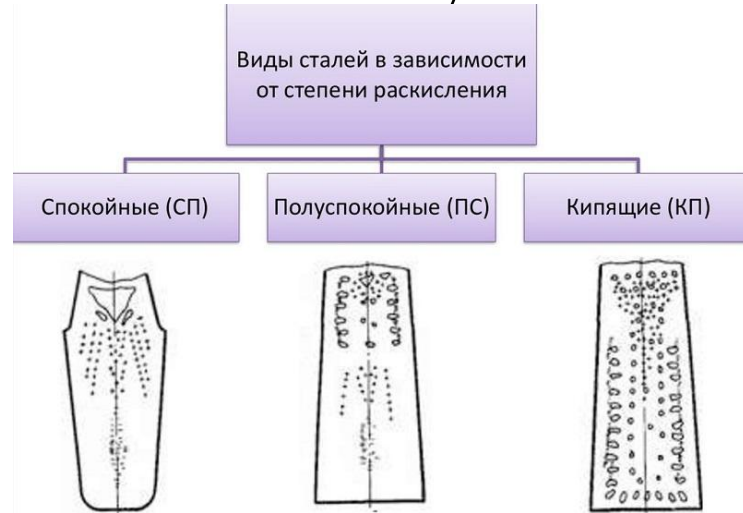 Виды сталей в зависимости
от степени раскисления
Спокойные (СП)
Полуспокойные (ПС)
Кипящие (КП)